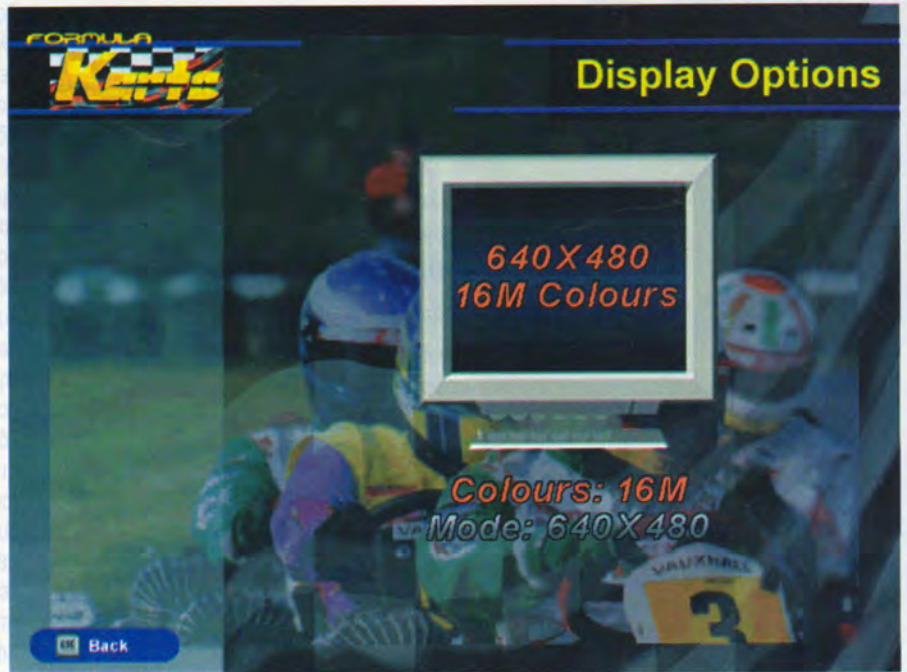 FORMULA
Karts
Display Options
640X480
16M Colours
Colours: 16M
Mode: 640X480
VAUXHALL
3
Back